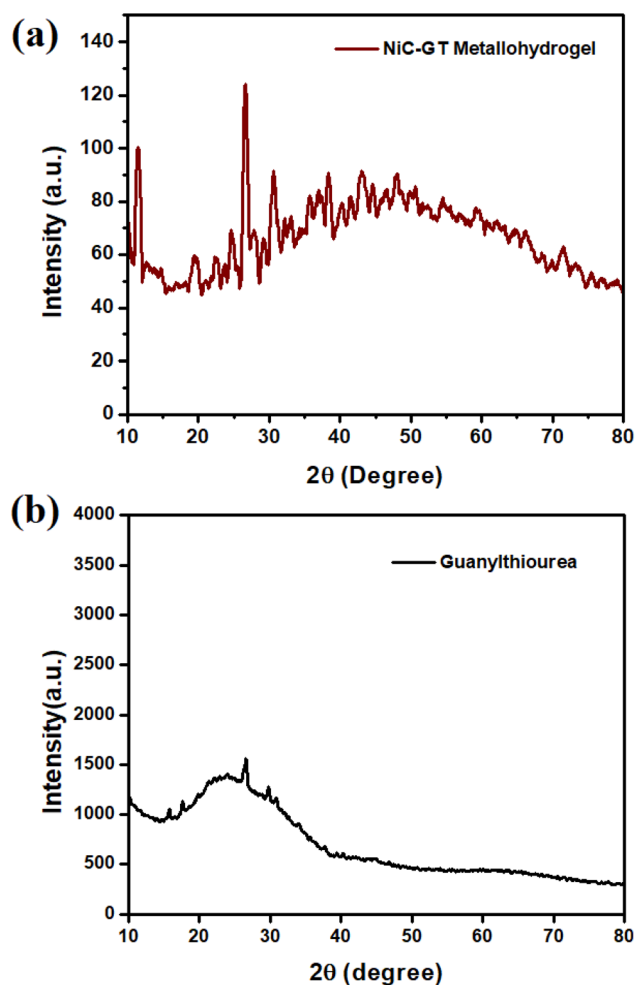 (a)
NiC-GT Metallohydrogel
Intensity (a.u.)
140
120
100
80
60
40
20
0
10 20 30 40 50 60 70 80
2θ (Degree)
(b)
Guanylthiourea
Intensity(a.u.)
4000
3500
3000
2500
2000
1500
1000
500
0
10 20 30 40 50 60 70 80
2θ (degree)